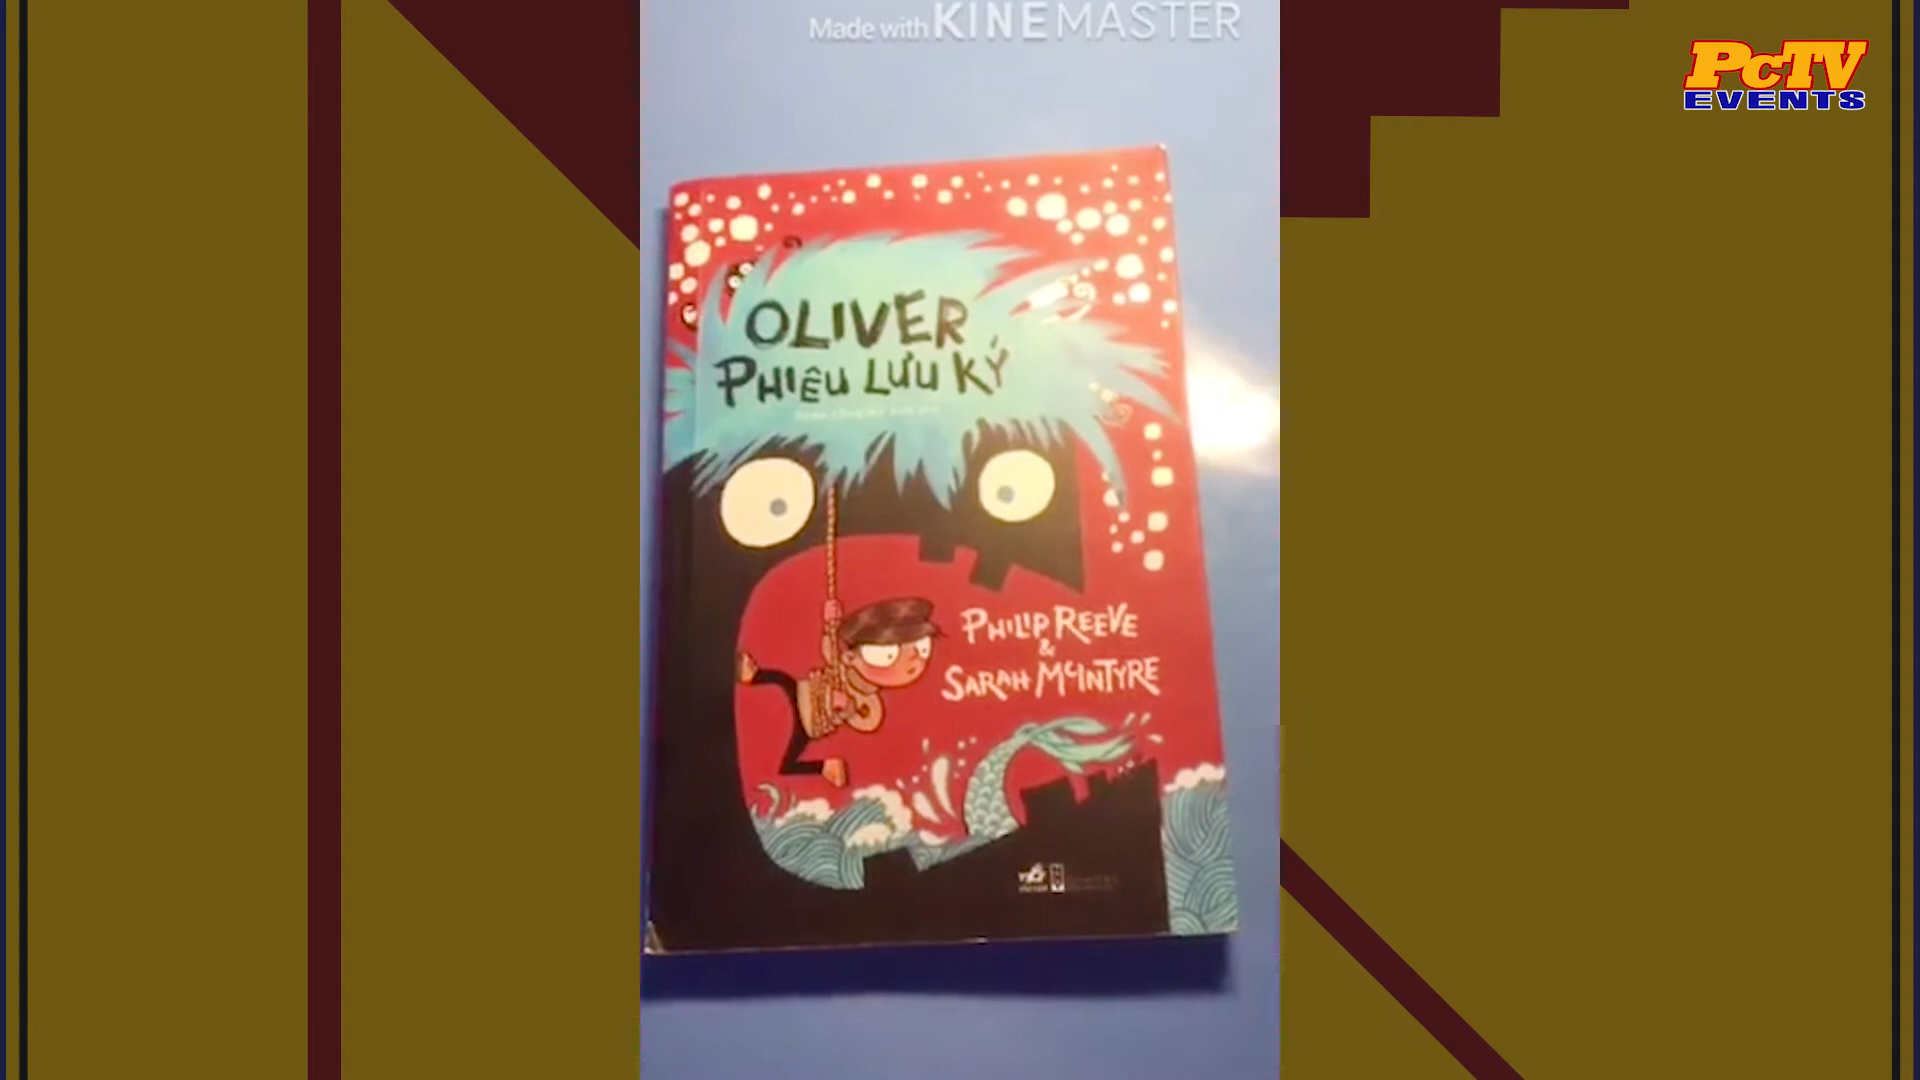 Made with KINEMASTER
PcTV
EVENTS
OLIVER
PHIÊU LƯU KÝ
PHILIP REEVE
&
SARAH McINTYRE